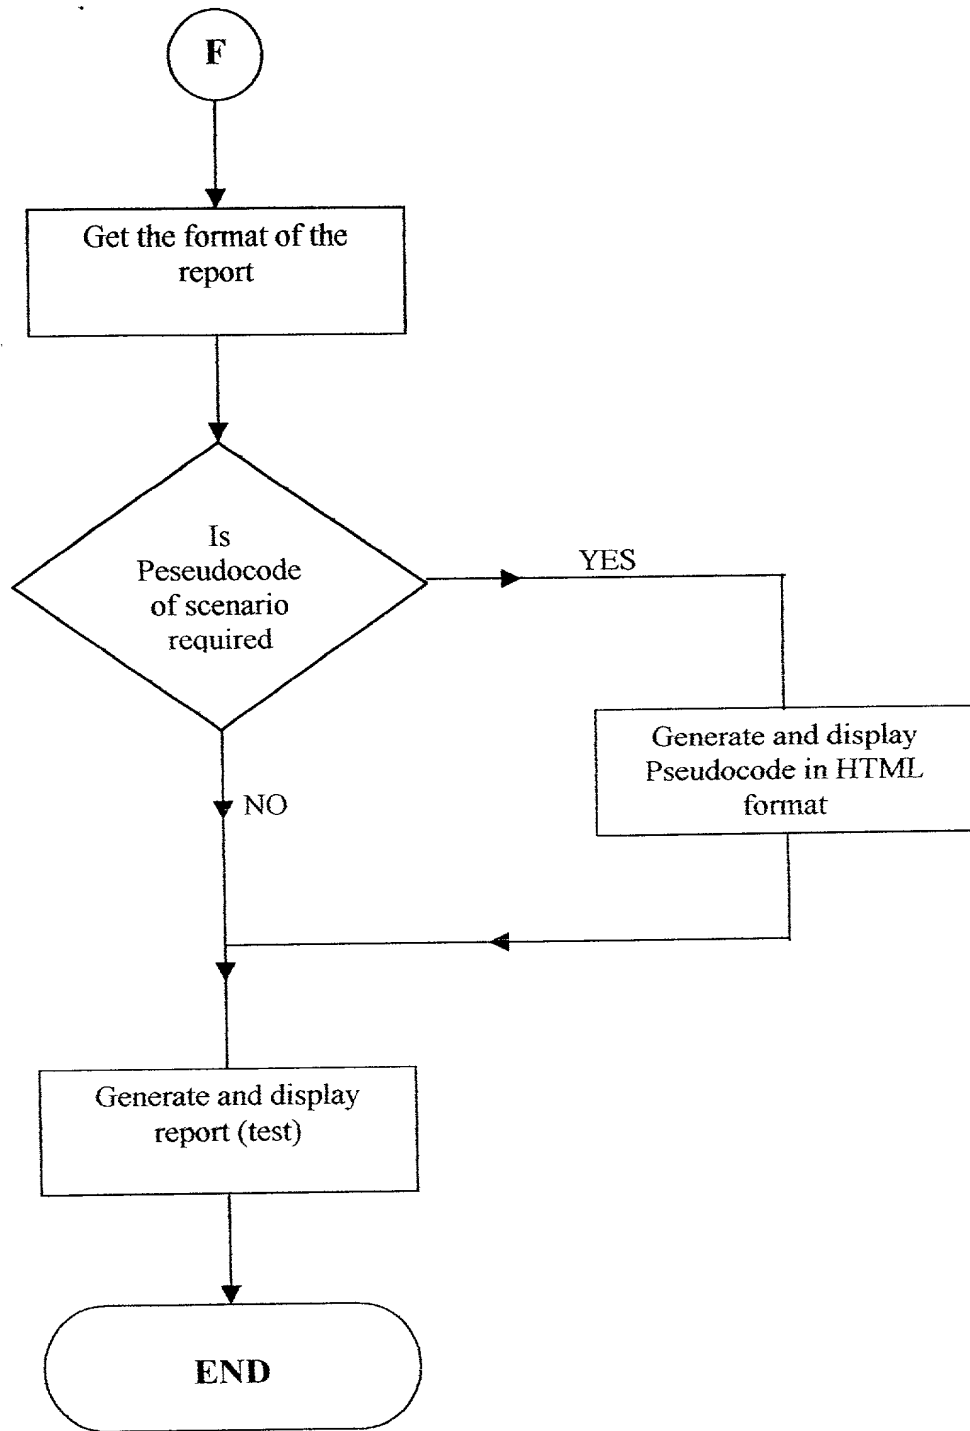 F
Get the format of the
report
Is
Peseudocode
of scenario
required
YES
Generate and display
Pseudocode in HTML
format
NO
Generate and display
report (test)
END